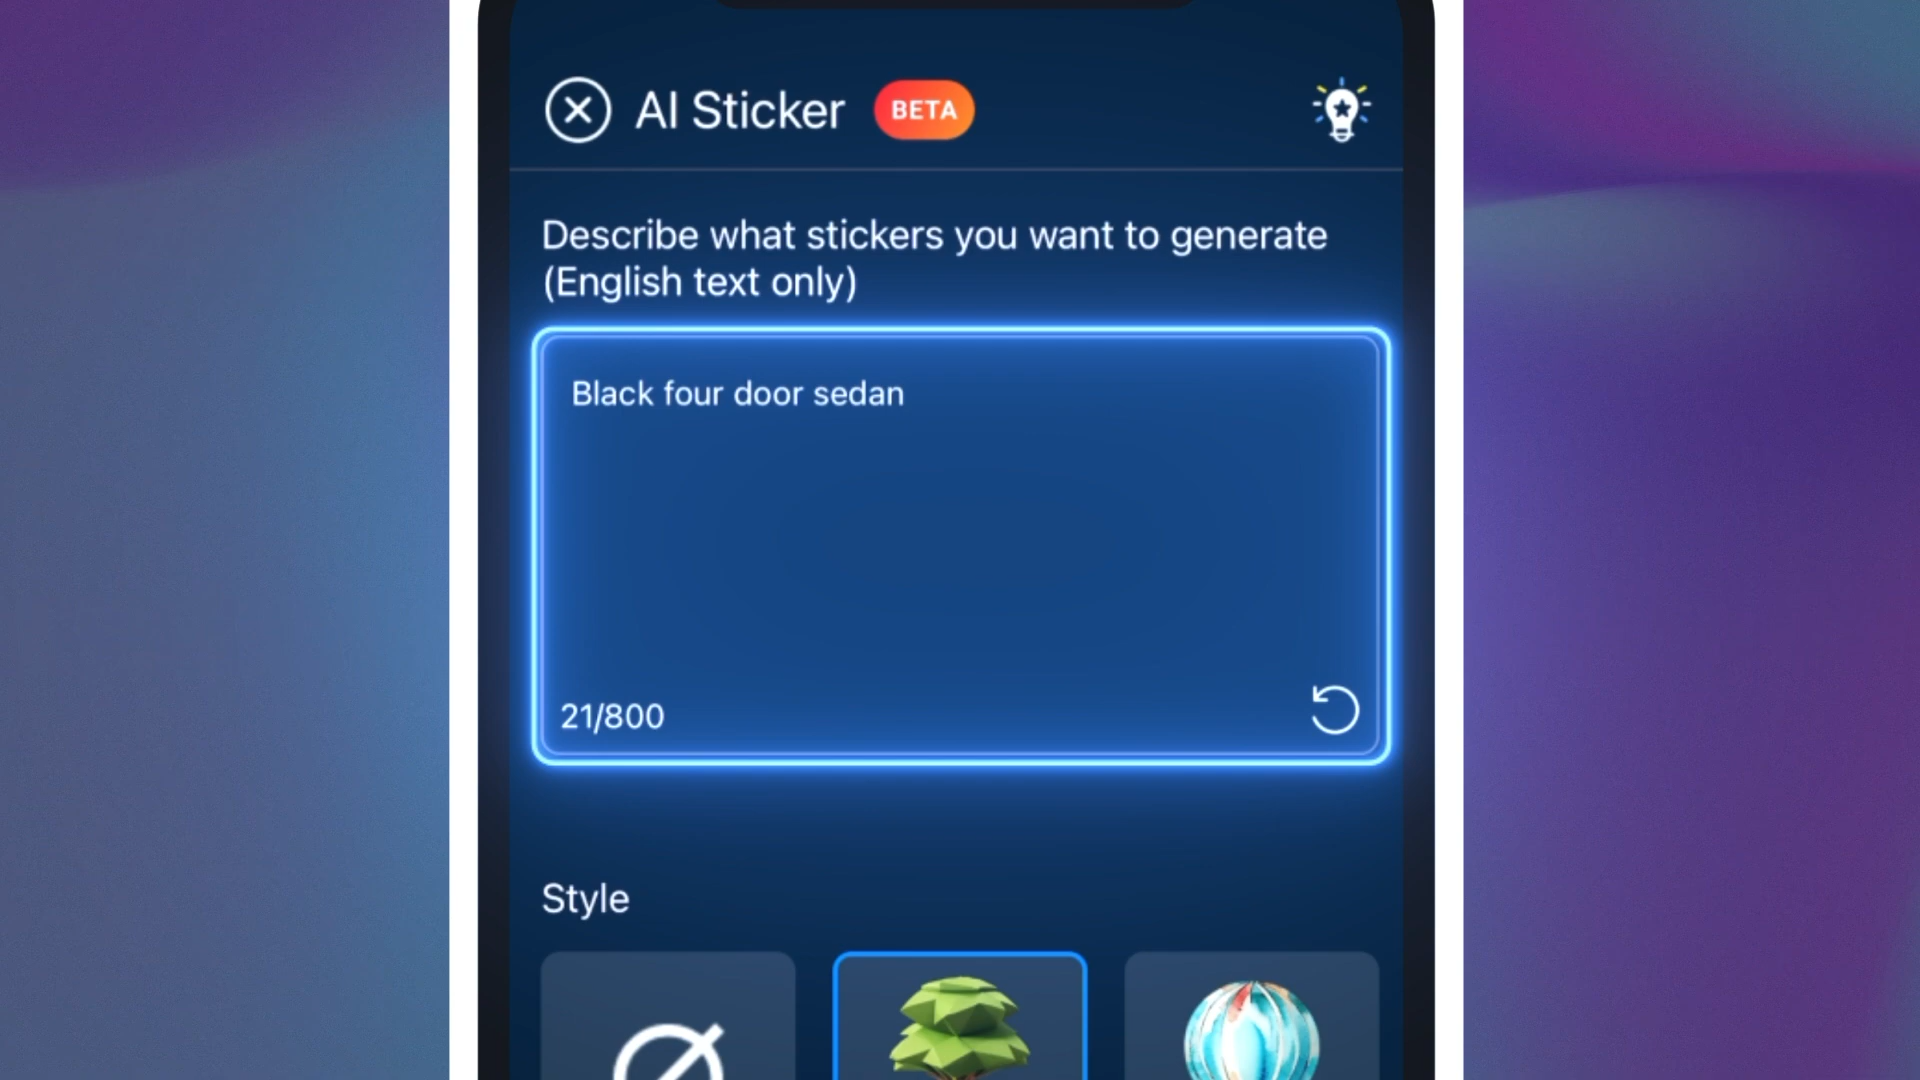 AI Sticker BETA
Describe what stickers you want to generate
(English text only)
Black four door sedan
21/800
Style